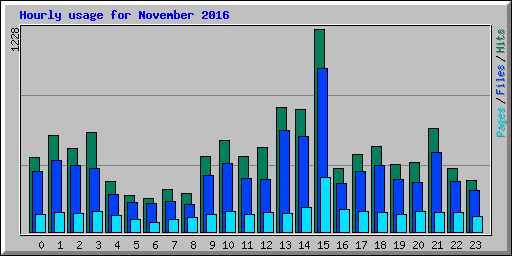 Hourly usage for November 2016
1228
Pages / Files / Hits
0 1 2 3 4 5 6 7 8 9 10 11 12 13 14 15 16 17 18 19 20 21 22 23